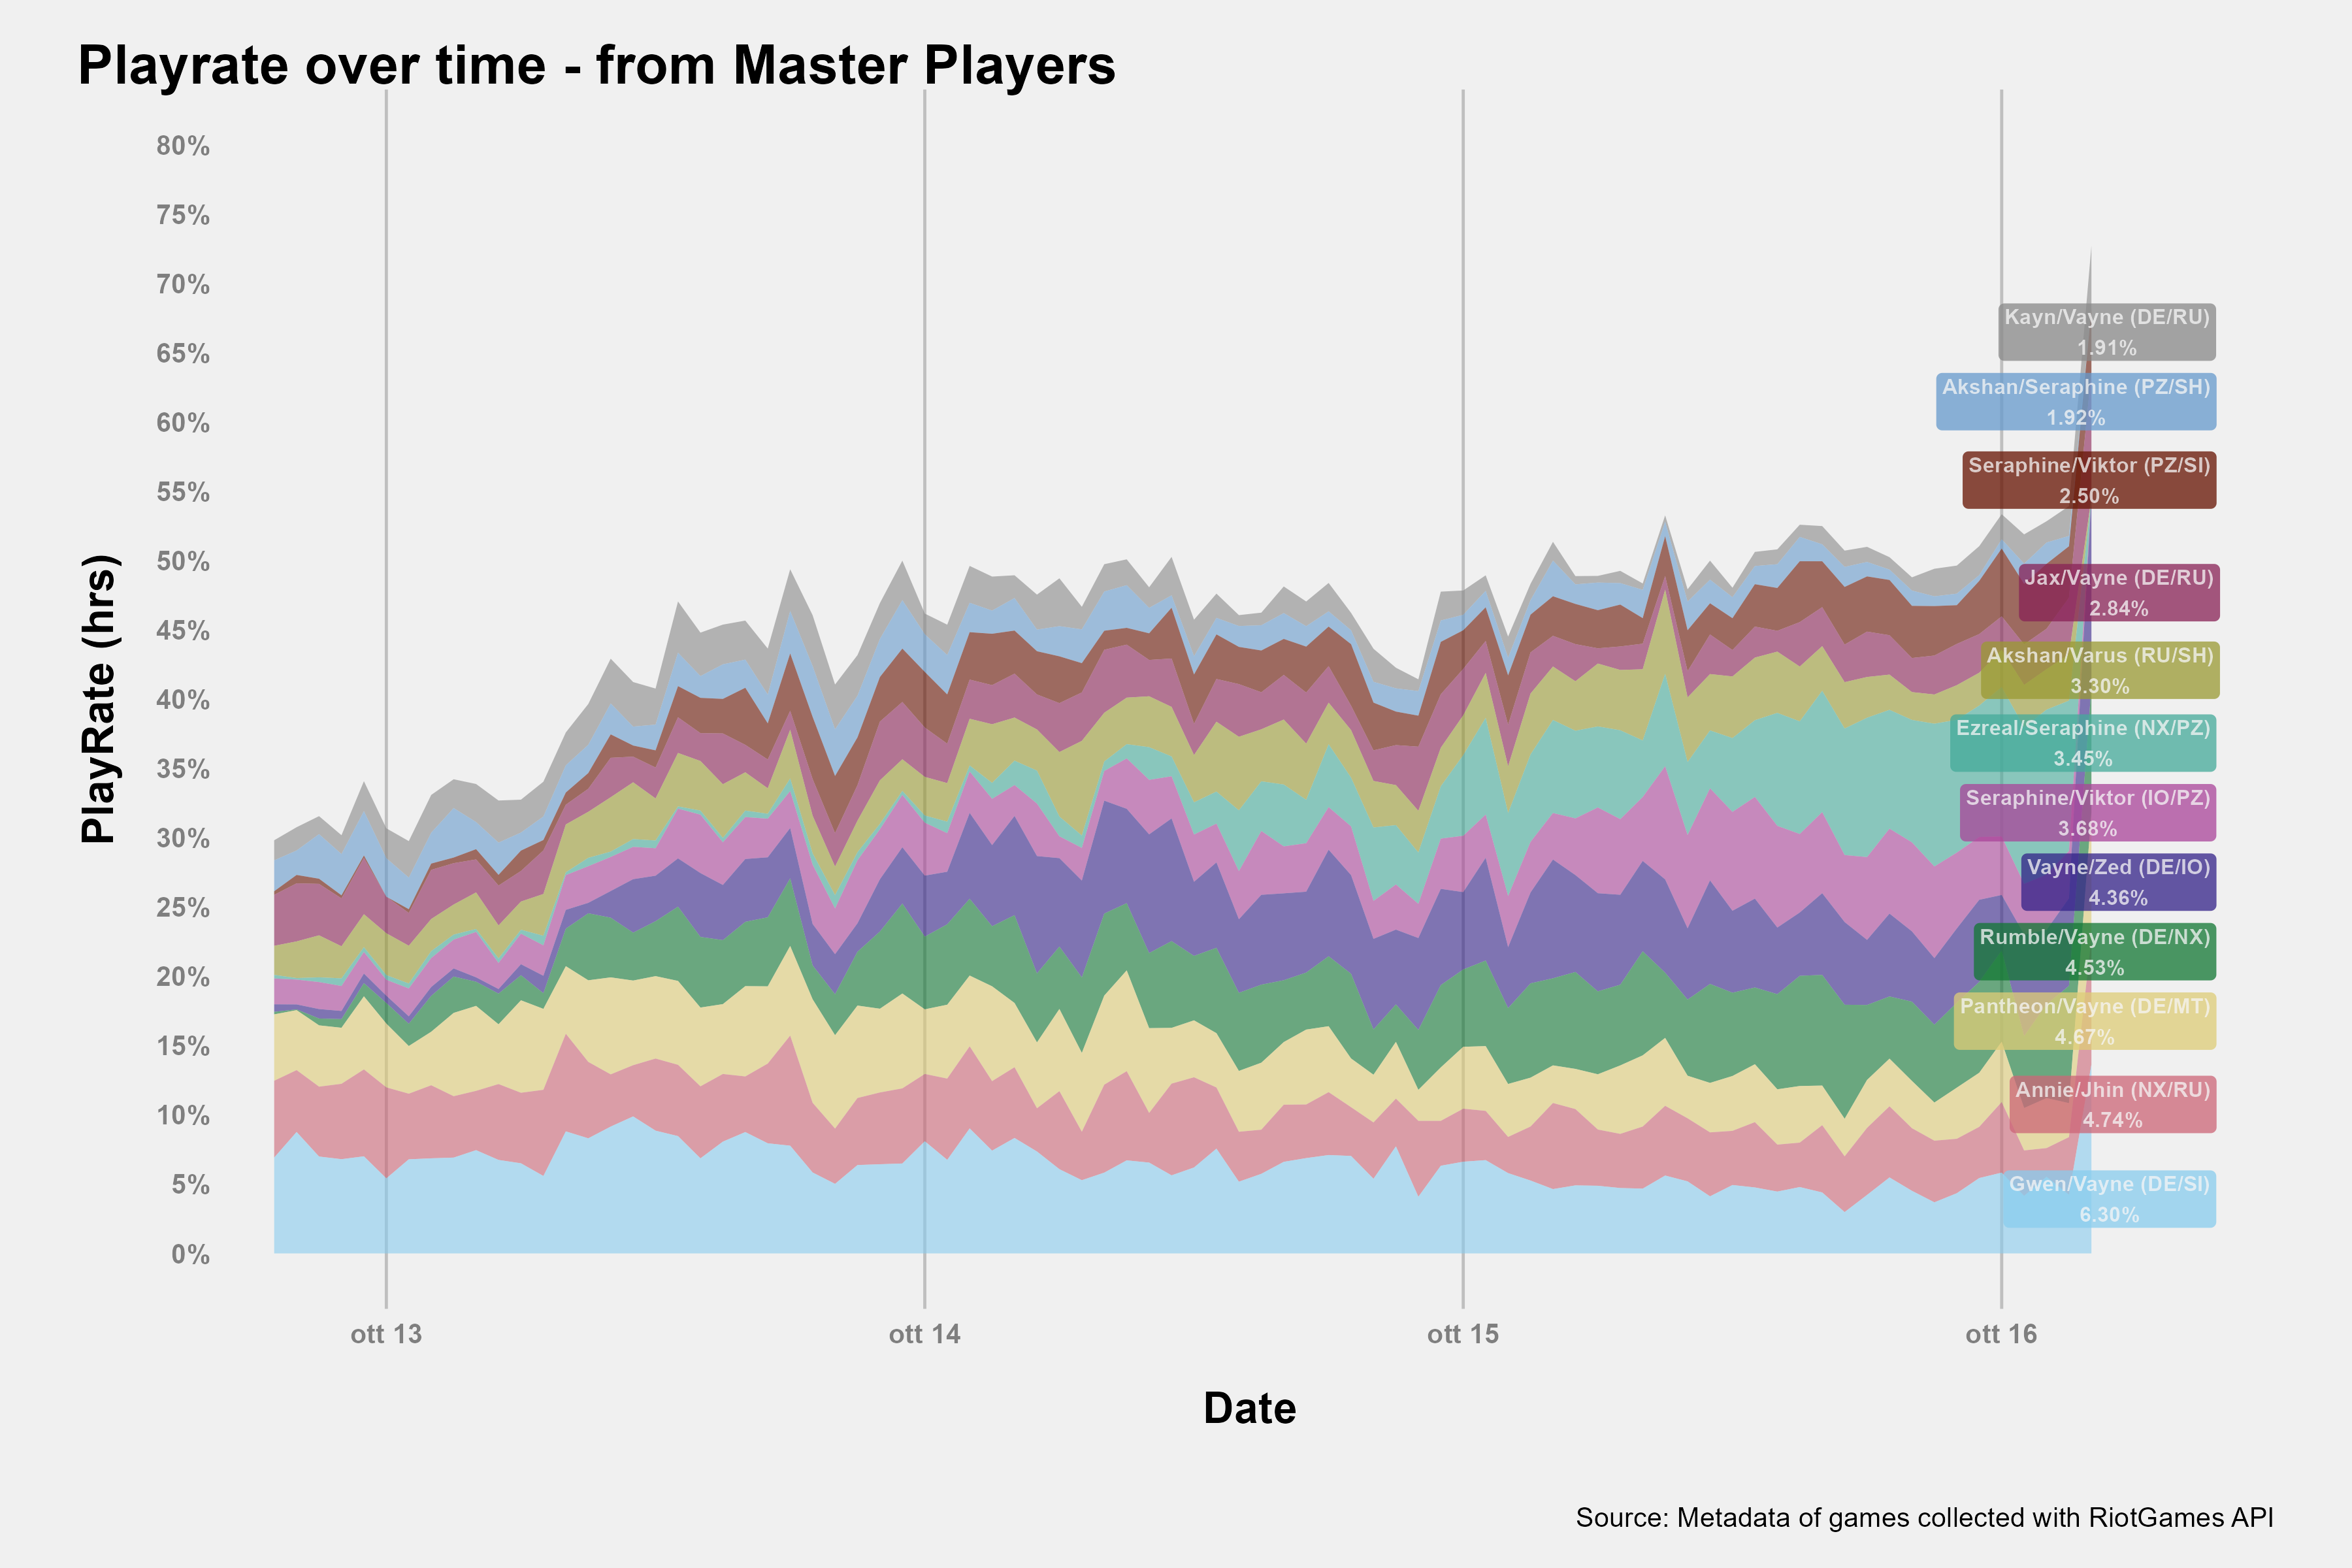 Playrate over time - from Master Players
PlayRate (hrs)
80%
75%
70%
65%
60%
55%
50%
45%
40%
35%
30%
25%
20%
15%
10%
5%
0%
Kayn/Vayne (DE/RU)
1.91%
Akshan/Seraphine (PZ/SH)
1.92%
Seraphine/Viktor (PZ/SI)
2.50%
Jax/Vayne (DE/RU)
2.84%
Akshan/Varus (RU/SH)
3.30%
Ezreal/Seraphine (NX/PZ)
3.45%
Seraphine/Viktor (IO/PZ)
3.68%
Vayne/Zed (DE/IO)
4.36%
Rumble/Vayne (DE/NX)
4.53%
Pantheon/Vayne (DE/MT)
4.67%
Annie/Jhin (NX/RU)
4.74%
Gwen/Vayne (DE/SI)
6.30%
ott 13
ott 14
ott 15
ott 16
Date
Source: Metadata of games collected with RiotGames API